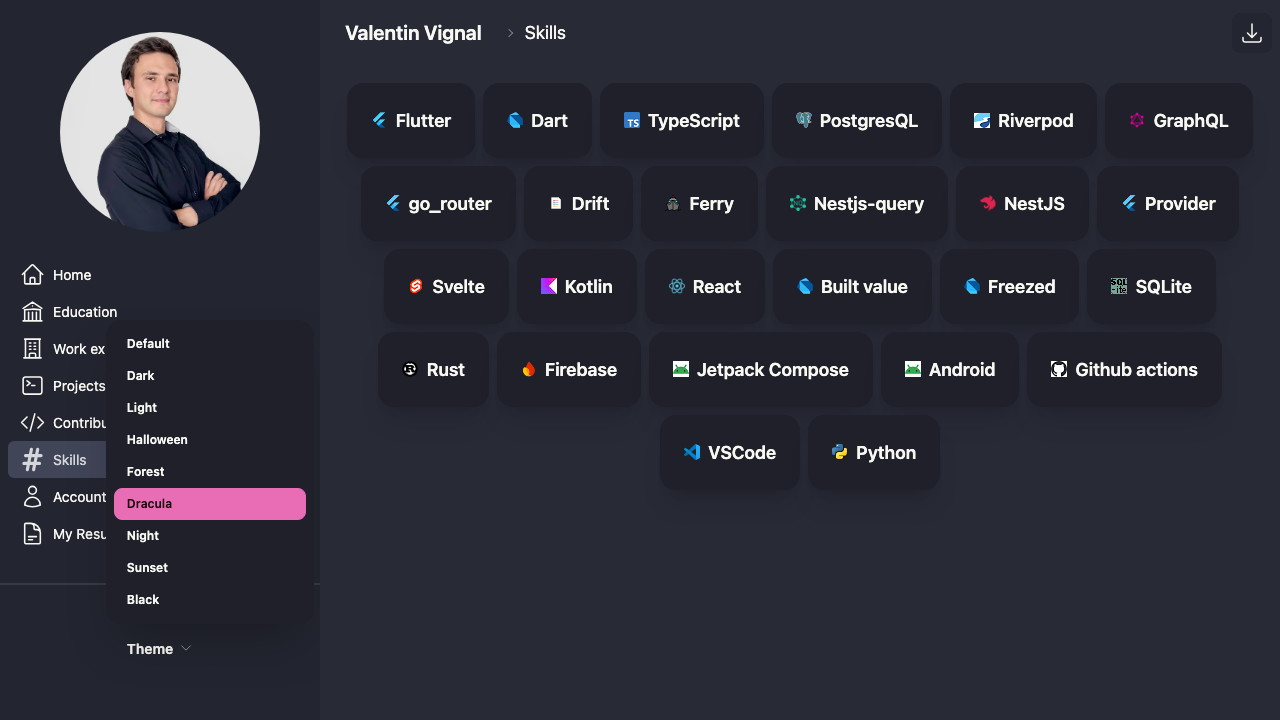 Valentin Vignal
Skills
Flutter
Dart
TypeScript
PostgresQL
Riverpod
GraphQL
go_router
Drift
Ferry
Nestjs-query
NestJS
Provider
Svelte
Kotlin
React
Built value
Freezed
SQLite
Rust
Firebase
Jetpack Compose
Android
Github actions
VSCode
Python
Home
Education
Work ex
Projects
Contribu
Skills
Account
My Resu
Default
Dark
Light
Halloween
Forest
Dracula
Night
Sunset
Black
Theme